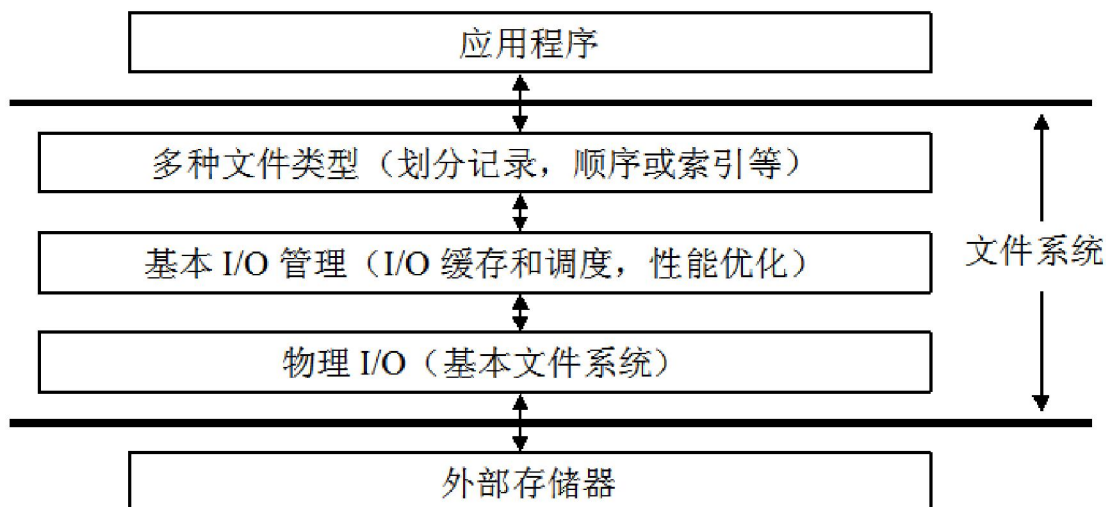 应用程序
多种文件类型（划分记录，顺序或索引等）
基本 I/O 管理（I/O 缓存和调度，性能优化）
文件系统
物理 I/O（基本文件系统）
外部存储器